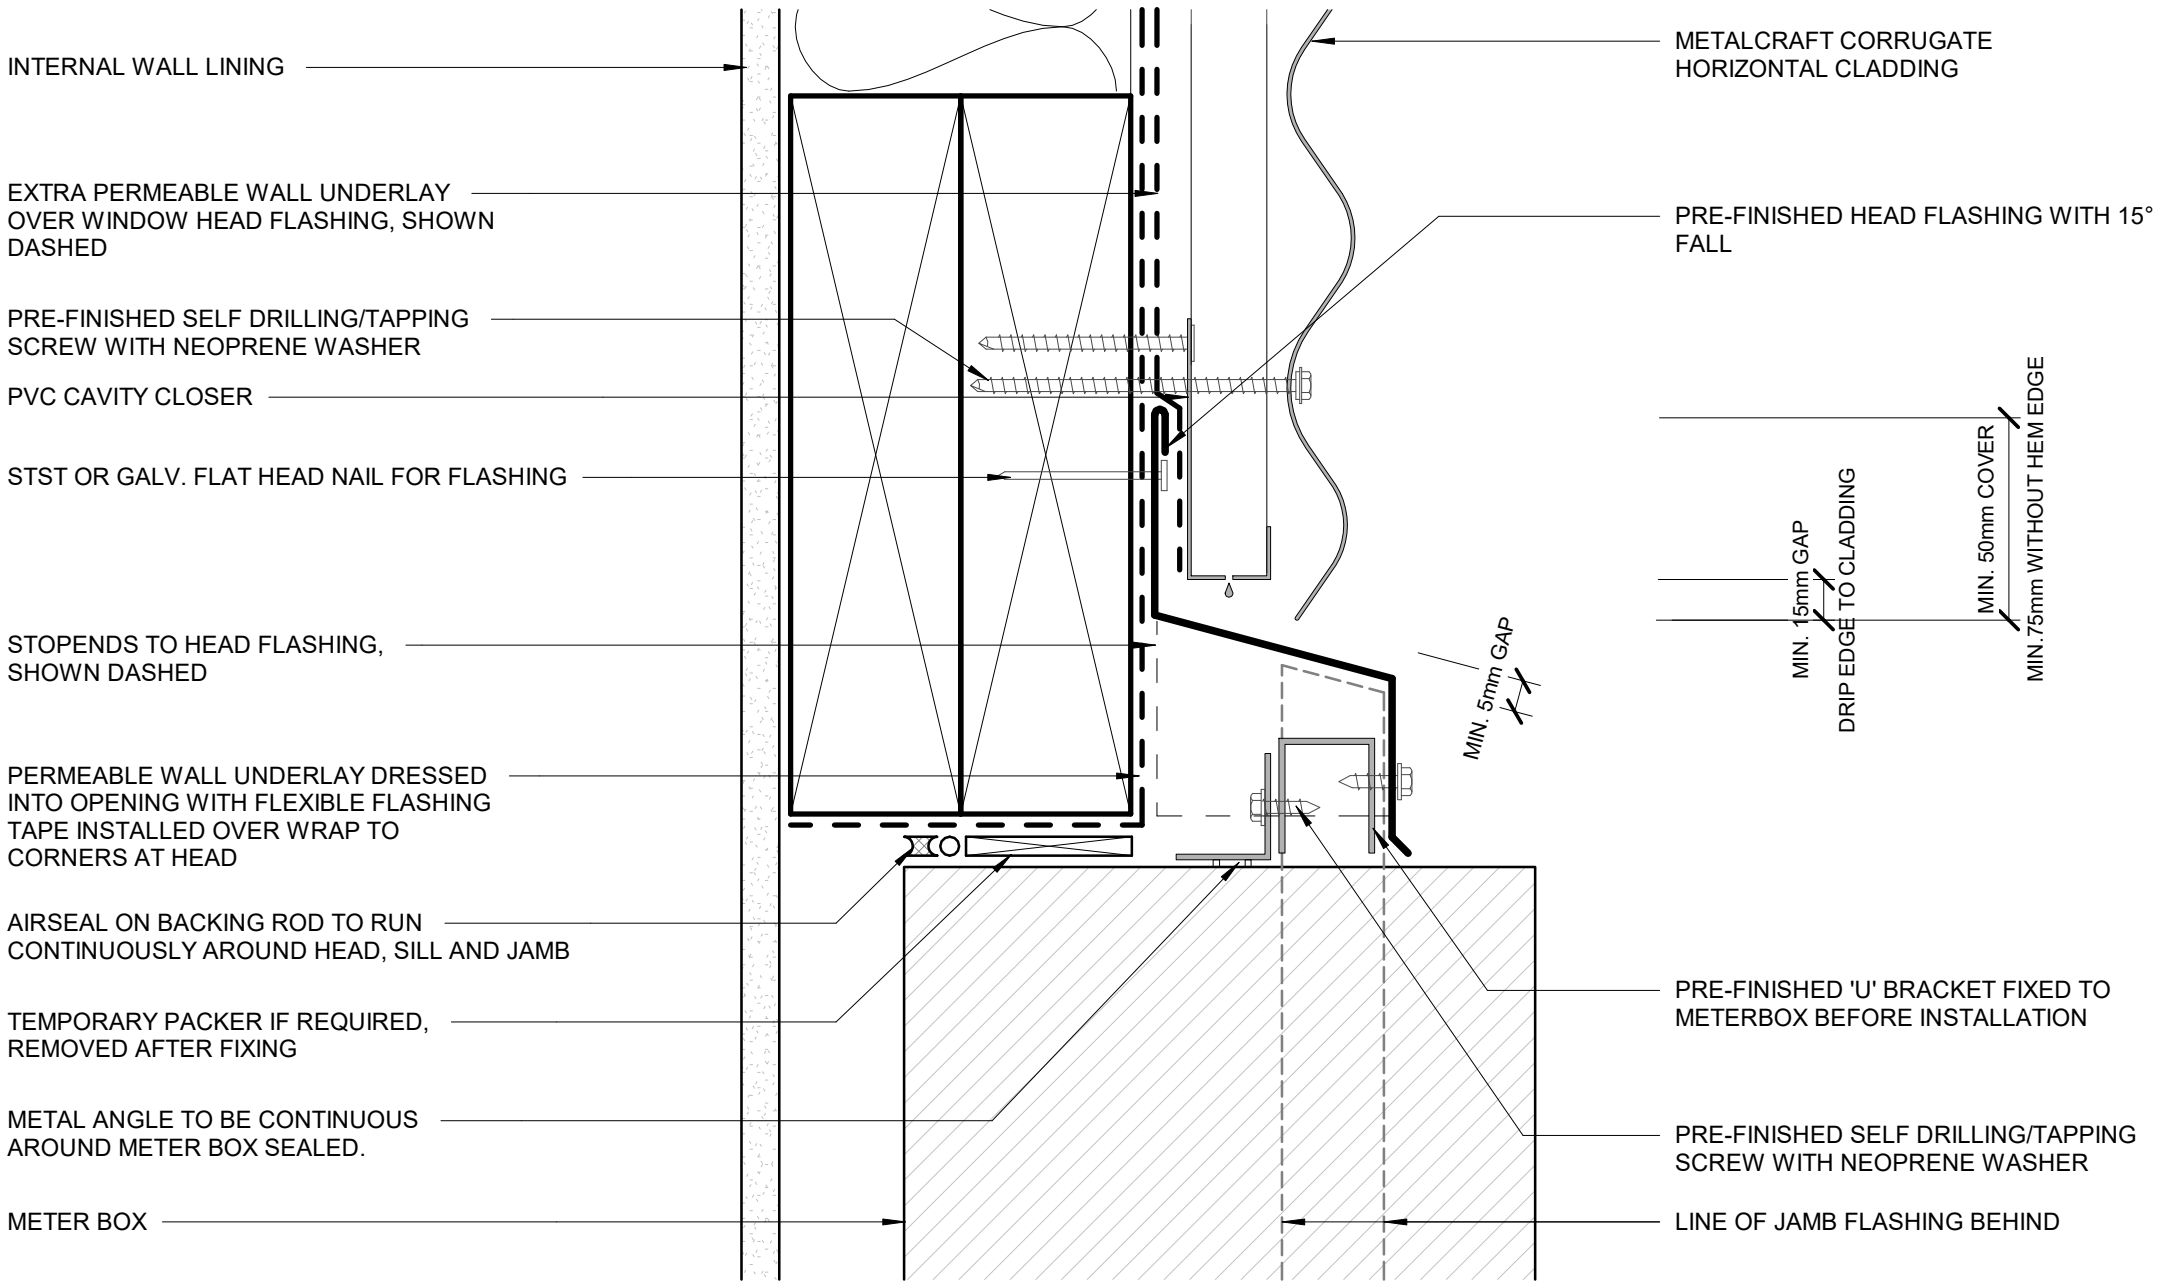 INTERNAL WALL LINING
EXTRA PERMEABLE WALL UNDERLAY
OVER WINDOW HEAD FLASHING, SHOWN
DASHED
PRE-FINISHED SELF DRILLING/TAPPING
SCREW WITH NEOPRENE WASHER
PVC CAVITY CLOSER
STST OR GALV. FLAT HEAD NAIL FOR FLASHING
STOPENDS TO HEAD FLASHING,
SHOWN DASHED
PERMEABLE WALL UNDERLAY DRESSED
INTO OPENING WITH FLEXIBLE FLASHING
TAPE INSTALLED OVER WRAP TO
CORNERS AT HEAD
AIRSEAL ON BACKING ROD TO RUN
CONTINUOUSLY AROUND HEAD, SILL AND JAMB
TEMPORARY PACKER IF REQUIRED,
REMOVED AFTER FIXING
METAL ANGLE TO BE CONTINUOUS
AROUND METER BOX SEALED.
METER BOX
METALCRAFT CORRUGATE
HORIZONTAL CLADDING
PRE-FINISHED HEAD FLASHING WITH 15°
FALL
MIN. 5mm GAP
MIN. 15mm GAP
DRIP EDGE TO CLADDING
MIN. 50mm COVER
MIN.75mm WITHOUT HEM EDGE
PRE-FINISHED 'U' BRACKET FIXED TO
METERBOX BEFORE INSTALLATION
PRE-FINISHED SELF DRILLING/TAPPING
SCREW WITH NEOPRENE WASHER
LINE OF JAMB FLASHING BEHIND